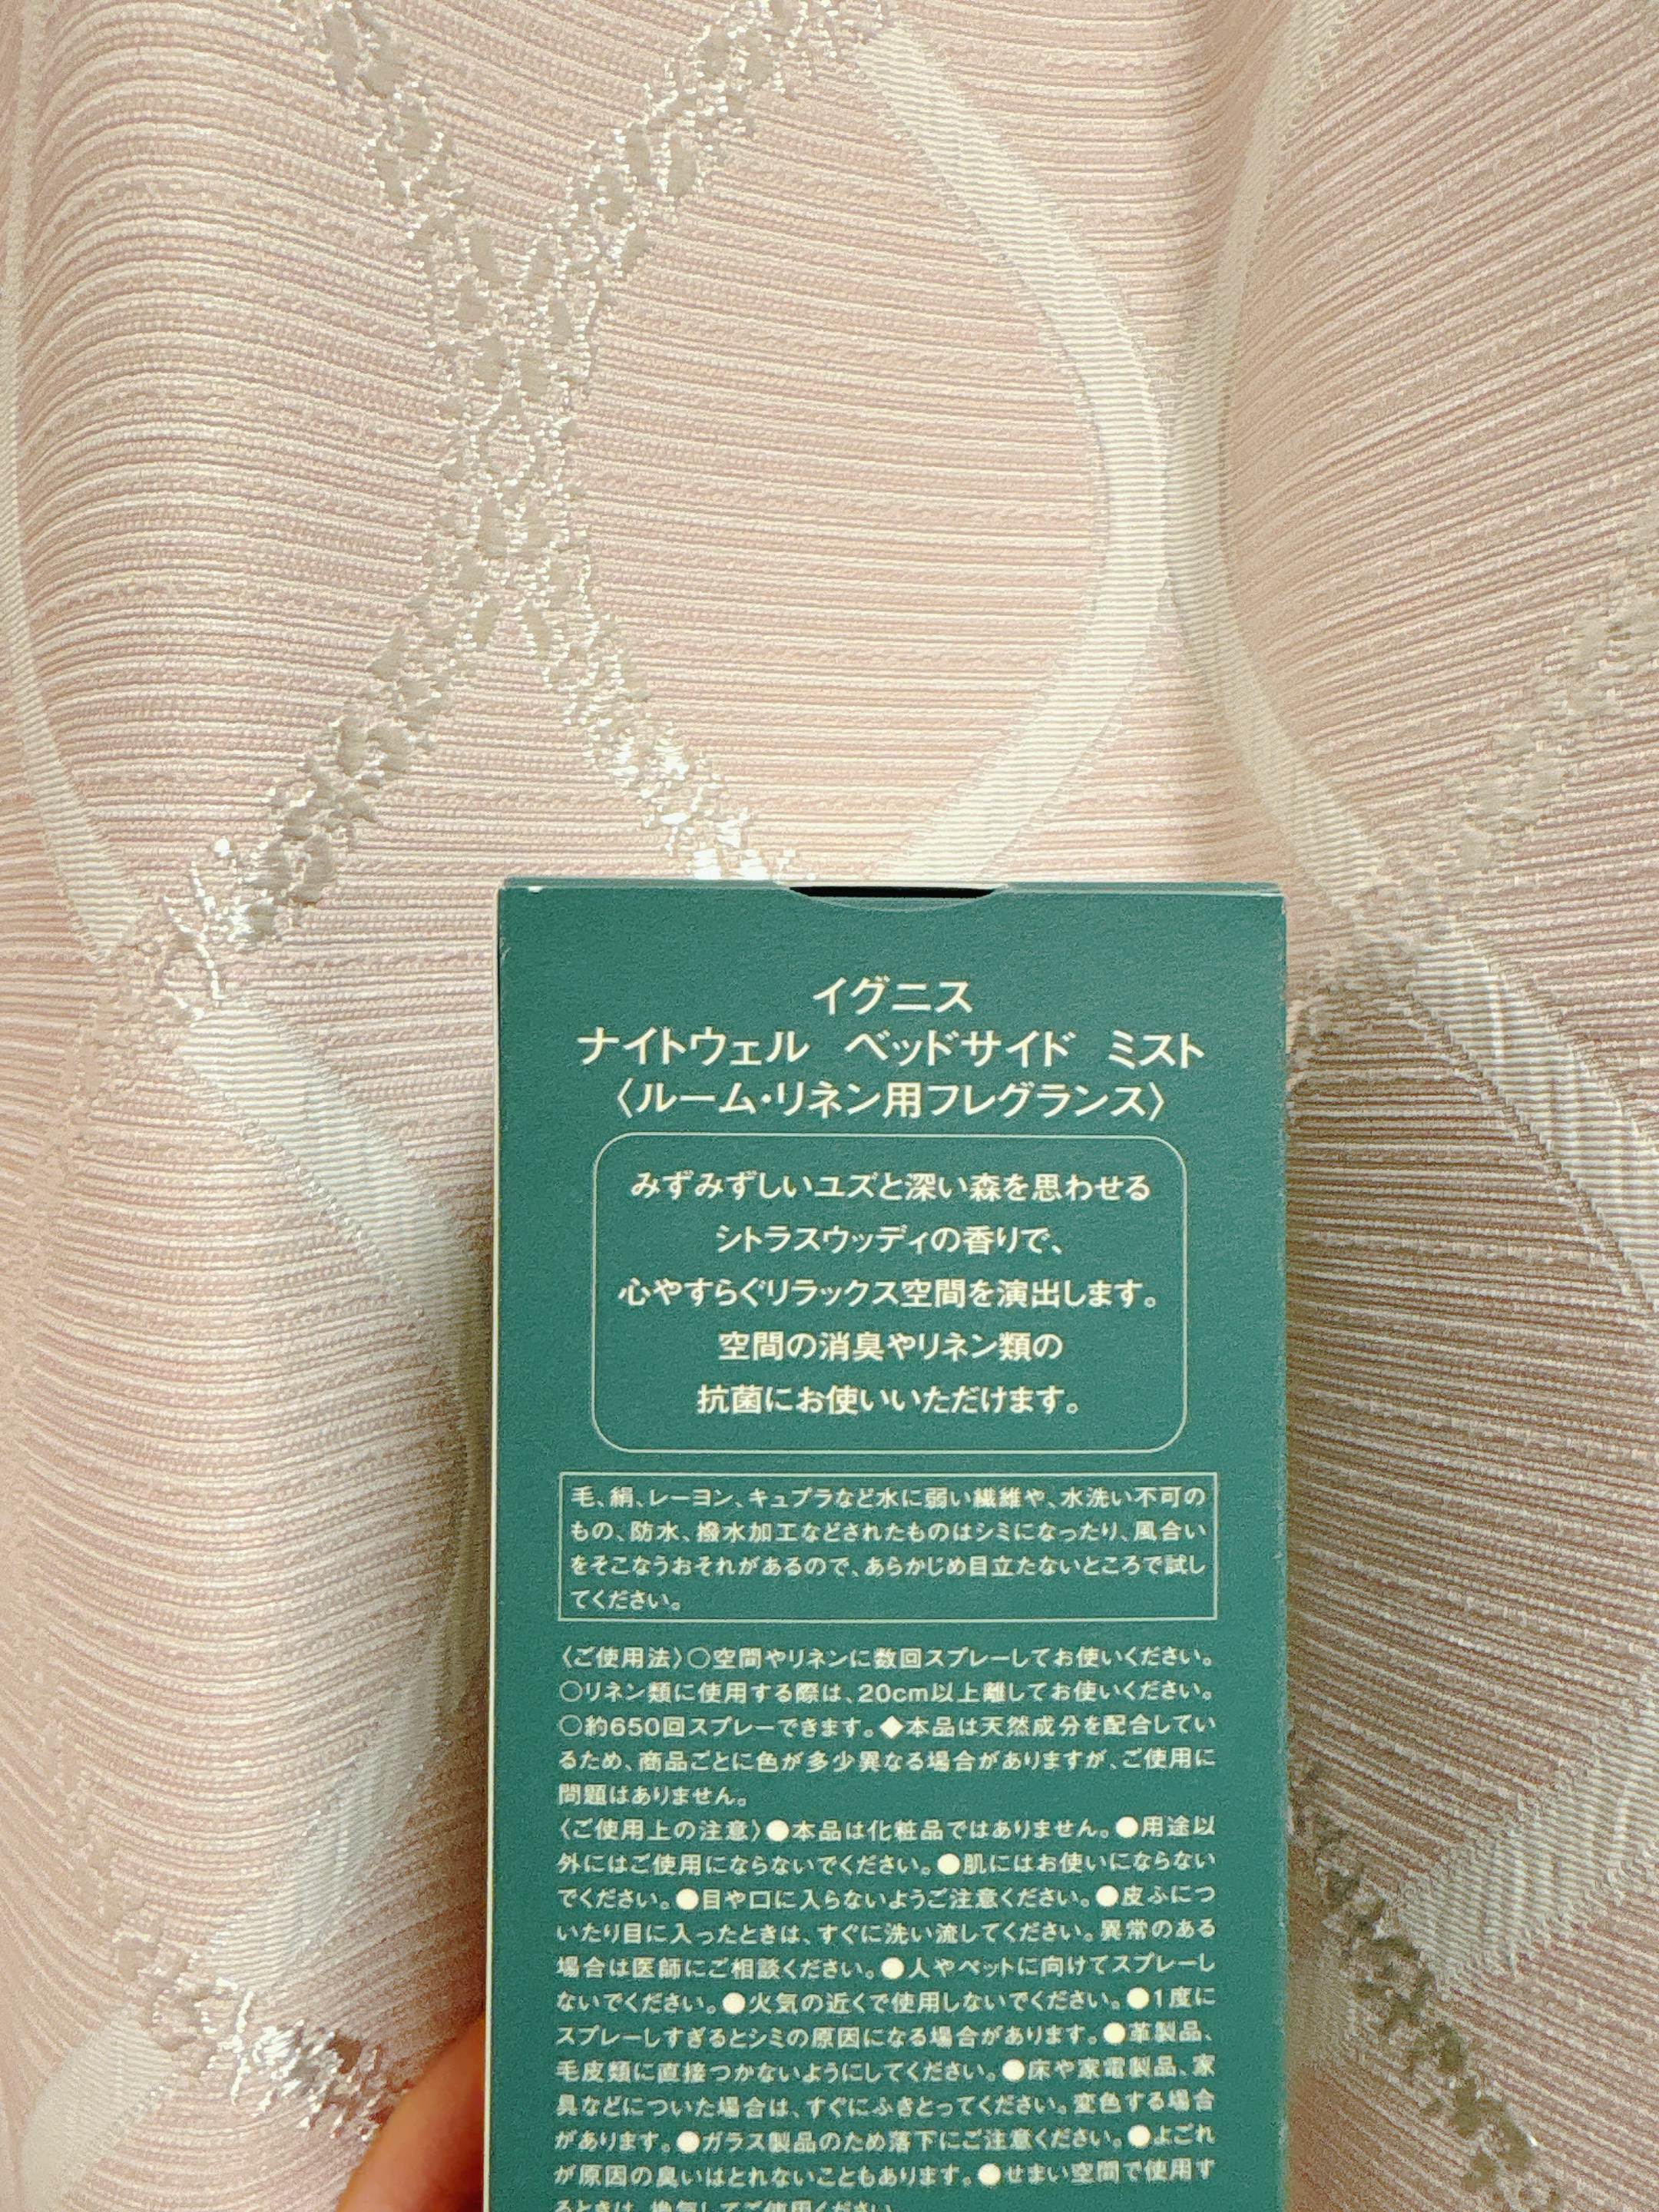 イグニス
ナイトウェル ベッドサイド ミスト
〈ルーム・リネン用フレグランス〉
みずみずしいユズと深い森を思わせる
シトラスウッディの香りで、
心やすらぐリラックス空間を演出します。
空間の消臭やリネン類の
抗菌にお使いいただけます。
毛、絹、レーヨン、キュプラなど水に弱い繊維や、水洗い不可の
もの、防水、撥水加工などされたものはシミになったり、風合い
をそこなうおそれがあるので、あらかじめ目立たないところで試し
てください。
〈ご使用法〉○空間やリネンに数回スプレーしてお使いください。
○リネン類に使用する際は、20cm以上離してお使いください。
○約650回スプレーできます。◆本品は天然成分を配合してい
るため、商品ごとに色が多少異なる場合がありますが、ご使用に
問題はありません。
〈ご使用上の注意〉●本品は化粧品ではありません。●用途以
外にはご使用にならないでください。●肌にはお使いにならない
でください。●目や口に入らないようご注意ください。●皮ふにつ
いたり目に入ったときは、すぐに洗い流してください。異常のある
場合は医師にご相談ください。●人やペットに向けてスプレーし
ないでください。●火気の近くで使用しないでください。●1度に
スプレーしすぎるとシミの原因になる場合があります。●革製品、
毛皮類に直接つかないようにしてください。●床や家電製品、家
具などについた場合は、すぐにふきとってください。変色する場合
があります。●ガラス製品のため落下にご注意ください。●よごれ
が原因の臭いはとれないこともあります。●せまい空間で使用す
るときは、換気してご使用ください。